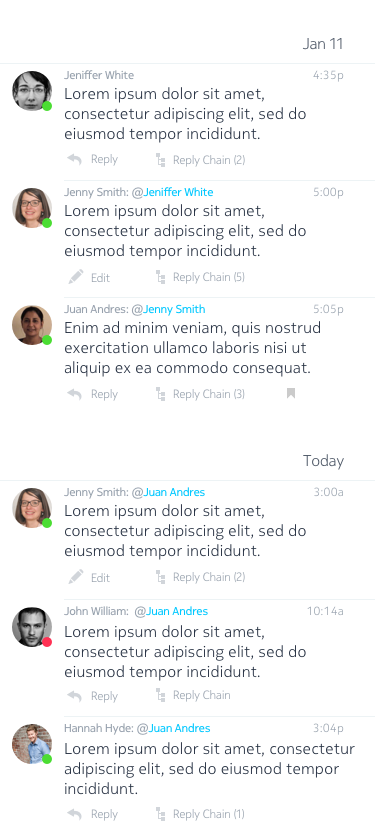 Jan 11
Jeniffer White 4:35p
Lorem ipsum dolor sit amet,
consectetur adipiscing elit, sed do
eiusmod tempor incididunt.
Reply Reply Chain (2)
Jenny Smith: @Jeniffer White 5:00p
Lorem ipsum dolor sit amet,
consectetur adipiscing elit, sed do
eiusmod tempor incididunt.
Edit Reply Chain (5)
Juan Andres: @Jenny Smith 5:05p
Enim ad minim veniam, quis nostrud
exercitation ullamco laboris nisi ut
aliquip ex ea commodo consequat.
Reply Reply Chain (3)
Today
Jenny Smith: @Juan Andres 3:00a
Lorem ipsum dolor sit amet,
consectetur adipiscing elit, sed do
eiusmod tempor incididunt.
Edit Reply Chain (2)
John William: @Juan Andres 10:14a
Lorem ipsum dolor sit amet,
consectetur adipiscing elit, sed do
eiusmod tempor incididunt.
Reply Reply Chain
Hannah Hyde: @Juan Andres 3:04p
Lorem ipsum dolor sit amet, consectetur
adipiscing elit, sed do eiusmod tempor
incididunt.
Reply Reply Chain (1)